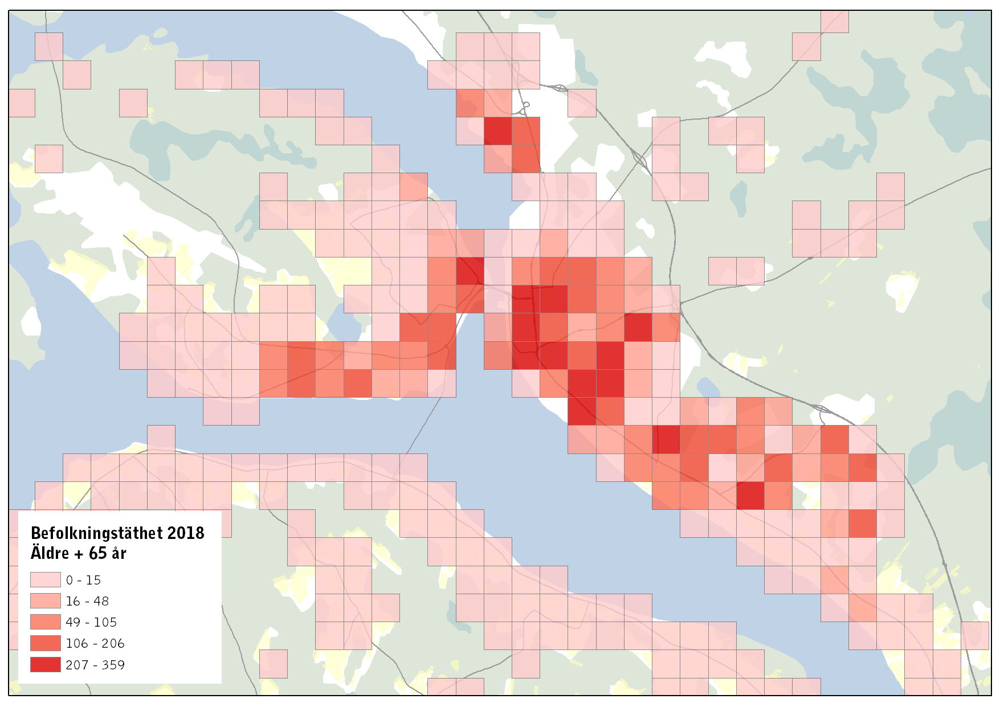 Befolkningstäthet 2018
Äldre + 65 år
0 - 15
16 - 48
49 - 105
106 - 206
207 - 359